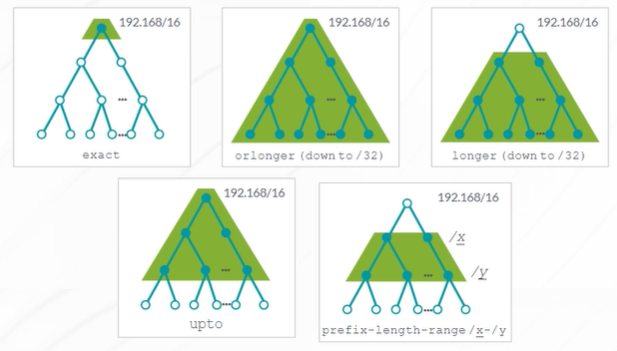 192.168/16
...
...
exact
192.168/16
...
...
orlonger (down to /32)
192.168/16
...
...
longer (down to /32)
192.168/16
...
...
upto
192.168/16
/x
...
/y
...
prefix-length-range /x-/y